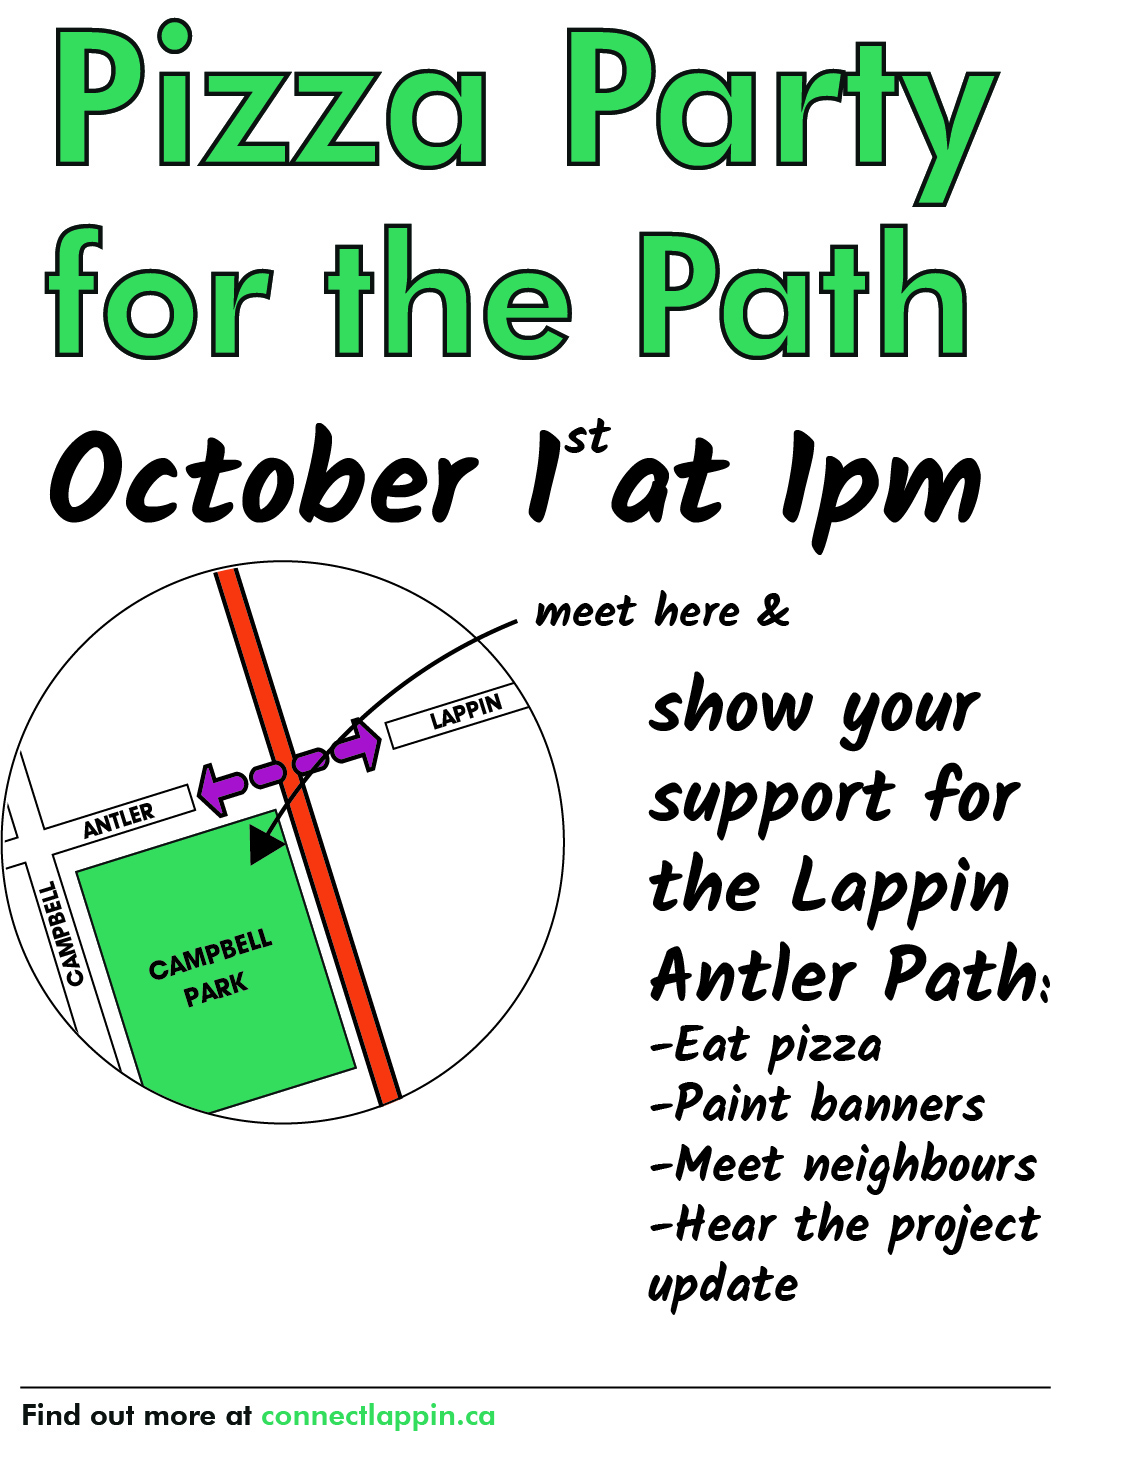 Pizza Party
for the Path
October 1st at 1pm
meet here &
show your
support for
the Lappin
Antler Path:
-Eat pizza
-Paint banners
-Meet neighbours
-Hear the project
update
LAPPIN
ANTLER
CAMPBELL
CAMPBELL
PARK
Find out more at connectlappin.ca